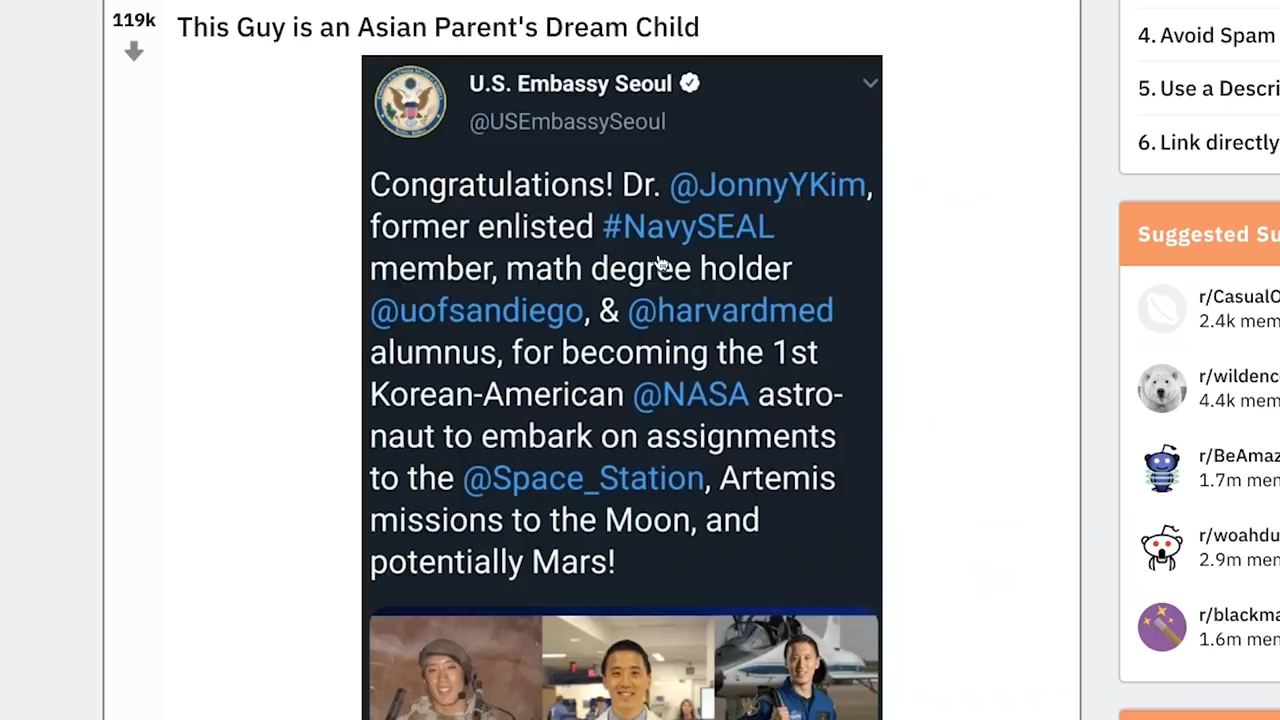 119k
This Guy is an Asian Parent's Dream Child
U.S. Embassy Seoul
@USEmbassySeoul
Congratulations! Dr. @JonnyYKim,
former enlisted #NavySEAL
member, math degree holder
@uofsandiego, & @harvardmed
alumnus, for becoming the 1st
Korean-American @NASA astro-
naut to embark on assignments
to the @Space_Station, Artemis
missions to the Moon, and
potentially Mars!
4. Avoid Spam
5. Use a Descri
6. Link directly
Suggested Su
r/CasualO
2.4k mem
r/wildenc
4.4k mem
r/BeAmaz
1.7m mem
r/woahdu
2.9m mem
r/blackma
1.6m mem